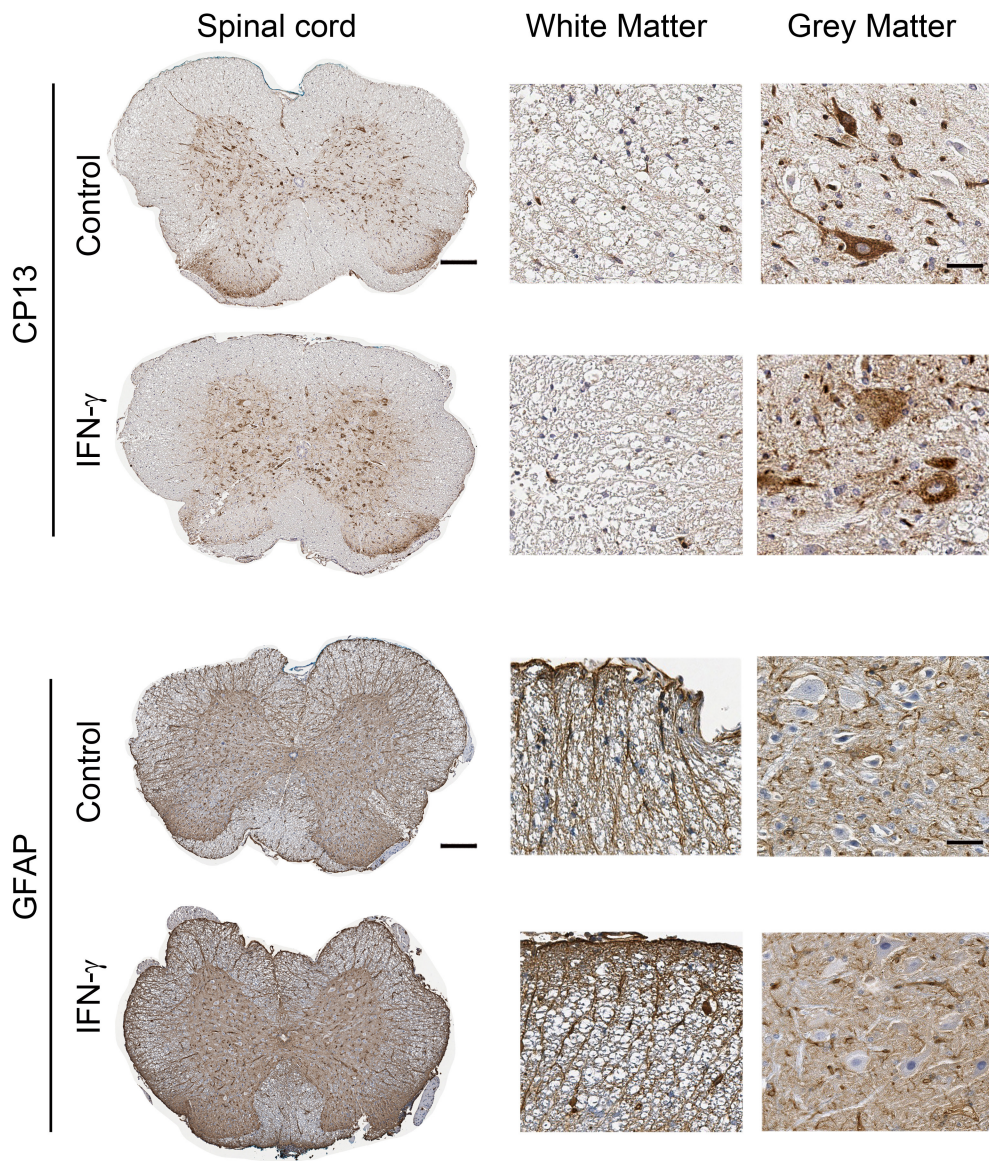 Spinal cord
White Matter
Grey Matter
CP13
Control
IFN-γ
GFAP
Control
IFN-γ